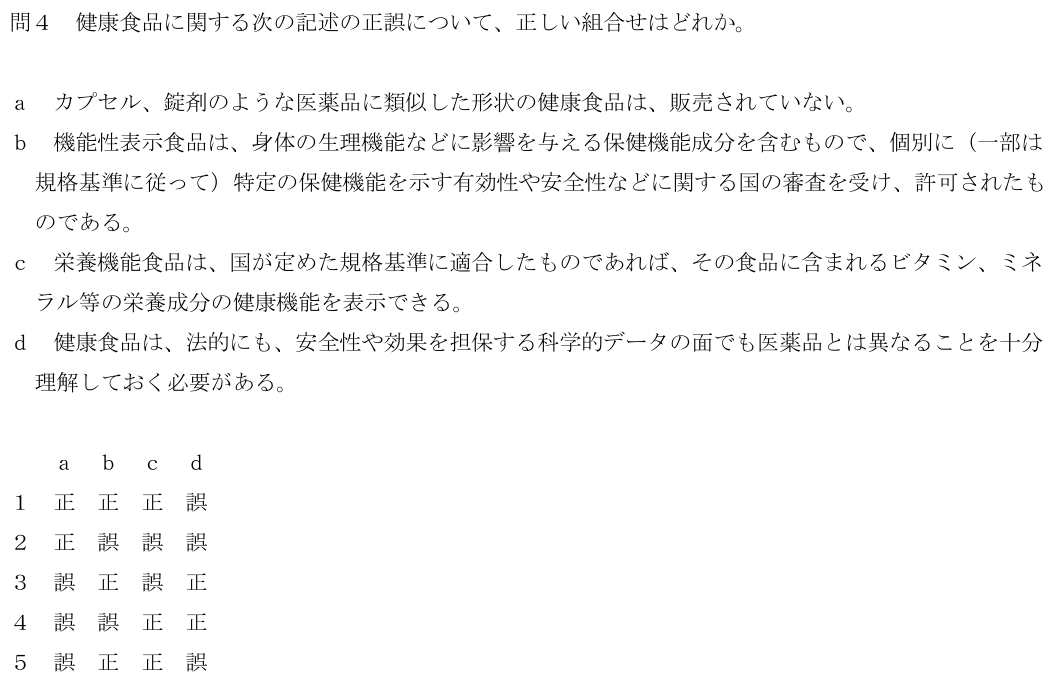 問４　健康食品に関する次の記述の正誤について、正しい組合せはどれか。
a　カプセル、錠剤のような医薬品に類似した形状の健康食品は、販売されていない。
b　機能性表示食品は、身体の生理機能などに影響を与える保健機能成分を含むもので、個別に（一部は
規格基準に従って）特定の保健機能を示す有効性や安全性などに関する国の審査を受け、許可されたも
のである。
c　栄養機能食品は、国が定めた規格基準に適合したものであれば、その食品に含まれるビタミン、ミネ
ラル等の栄養成分の健康機能を表示できる。
d　健康食品は、法的にも、安全性や効果を担保する科学的データの面でも医薬品とは異なることを十分
理解しておく必要がある。
a　b　c　d
１　正　正　正　誤
２　正　誤　誤　誤
３　誤　正　誤　正
４　誤　誤　正　正
５　誤　正　正　誤